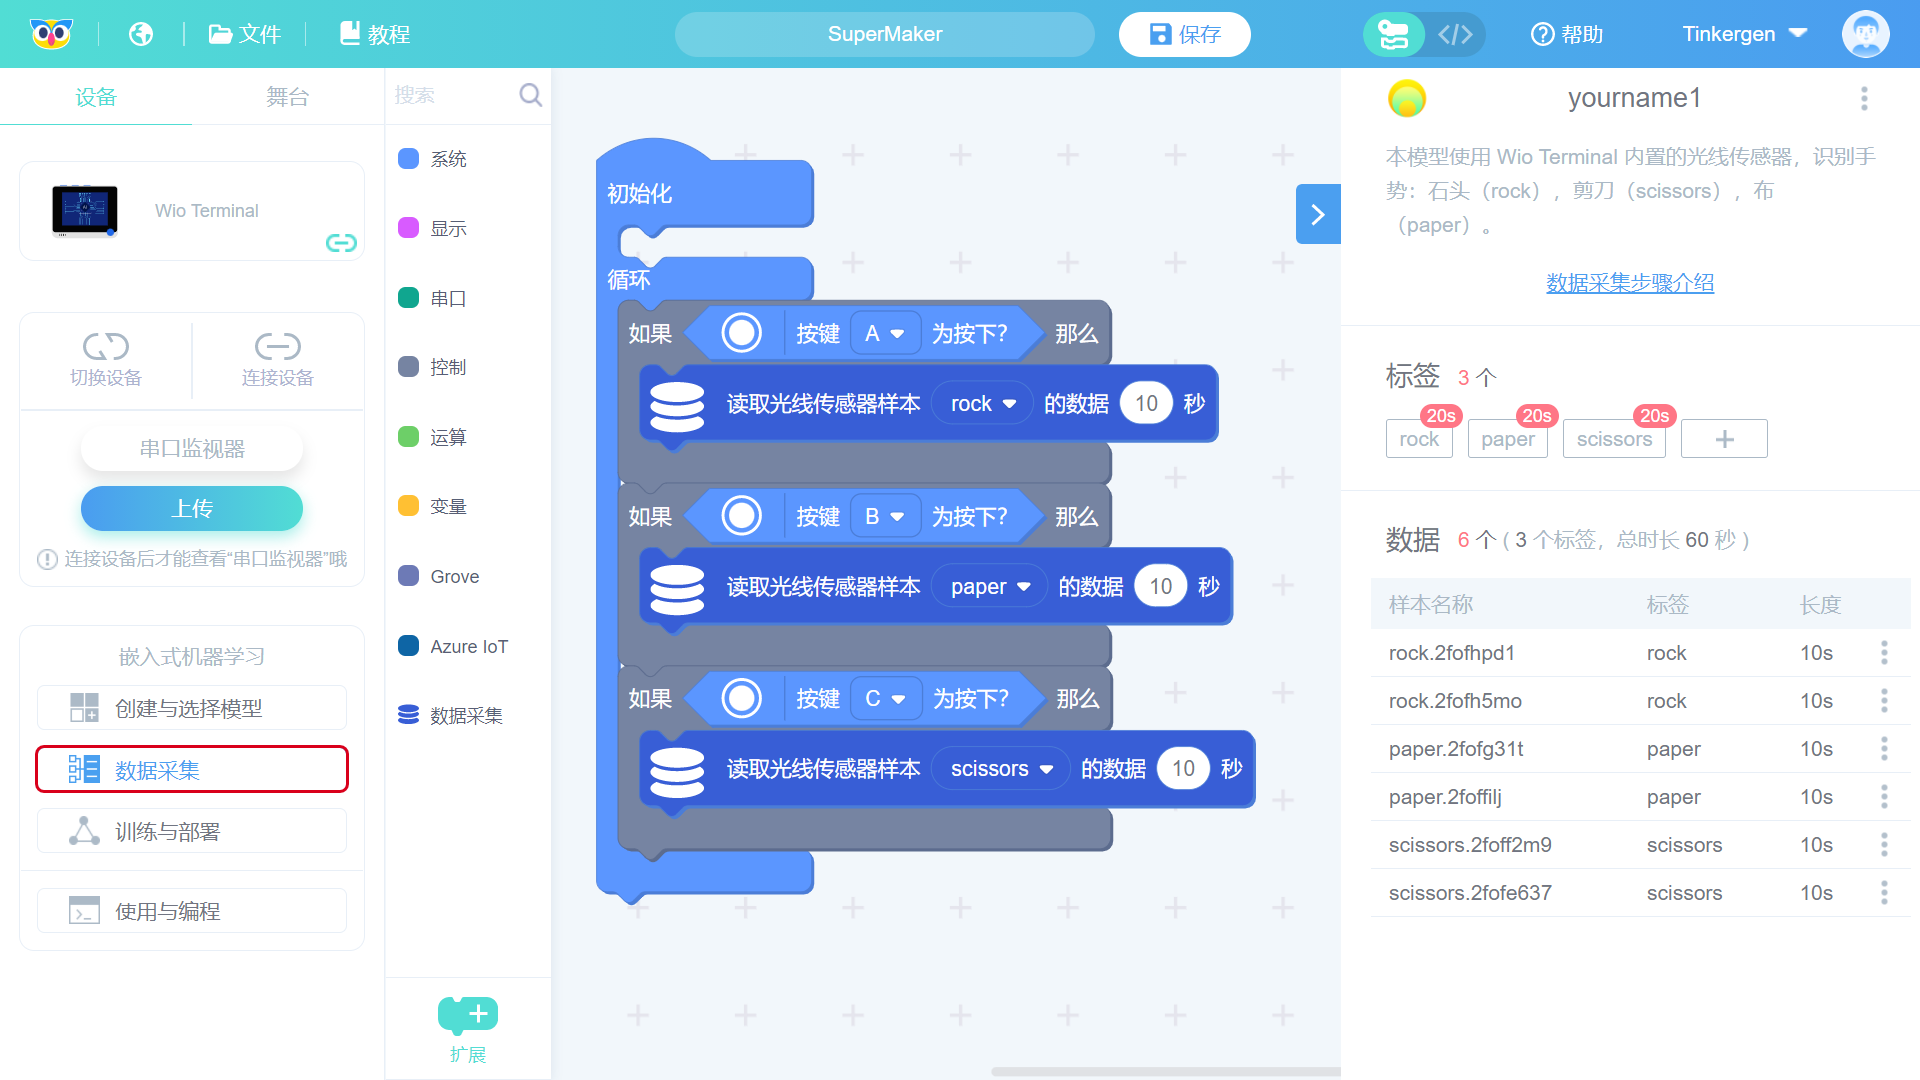 文件
教程
SuperMaker
保存
帮助
Tinkergen
设备
舞台
搜索
Wio Terminal
切换设备
连接设备
串口监视器
上传
连接设备后才能查看“串口监视器”哦
嵌入式机器学习
创建与选择模型
数据采集
训练与部署
使用与编程
系统
显示
串口
控制
运算
变量
Grove
Azure IoT
数据采集
扩展
初始化
循环
如果 按键 A 为按下? 那么
读取光线传感器样本 rock 的数据 10 秒
如果 按键 B 为按下? 那么
读取光线传感器样本 paper 的数据 10 秒
如果 按键 C 为按下? 那么
读取光线传感器样本 scissors 的数据 10 秒
yourname1
本模型使用 Wio Terminal 内置的光线传感器，识别手
势：石头（rock），剪刀（scissors），布
（paper）。
数据采集步骤介绍
标签 3 个
20s 20s 20s
rock paper scissors +
数据 6 个 ( 3 个标签，总时长 60 秒 )
样本名称 标签 长度
rock.2fofhpd1 rock 10s
rock.2fofh5mo rock 10s
paper.2fofg31t paper 10s
paper.2foffilj paper 10s
scissors.2foff2m9 scissors 10s
scissors.2fofe637 scissors 10s